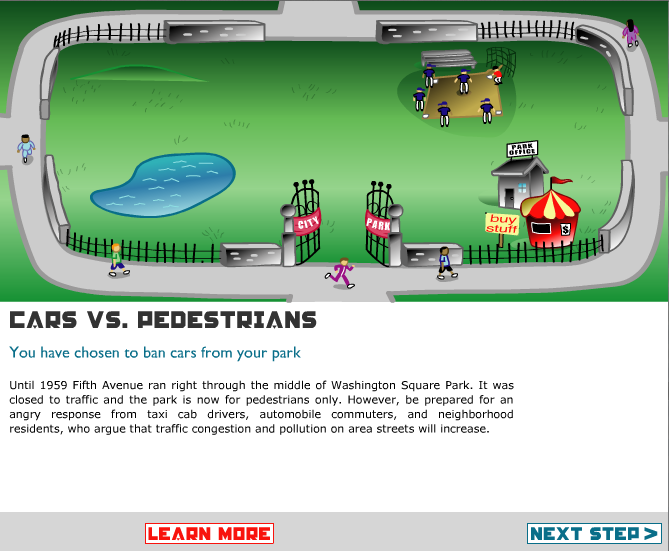 PARK
OFFICE
buy
stuff
$
CITY
PARK
CARS VS. PEDESTRIANS
You have chosen to ban cars from your park
Until 1959 Fifth Avenue ran right through the middle of Washington Square Park. It was
closed to traffic and the park is now for pedestrians only. However, be prepared for an
angry response from taxi cab drivers, automobile commuters, and neighborhood
residents, who argue that traffic congestion and pollution on area streets will increase.
LEARN MORE
NEXT STEP >